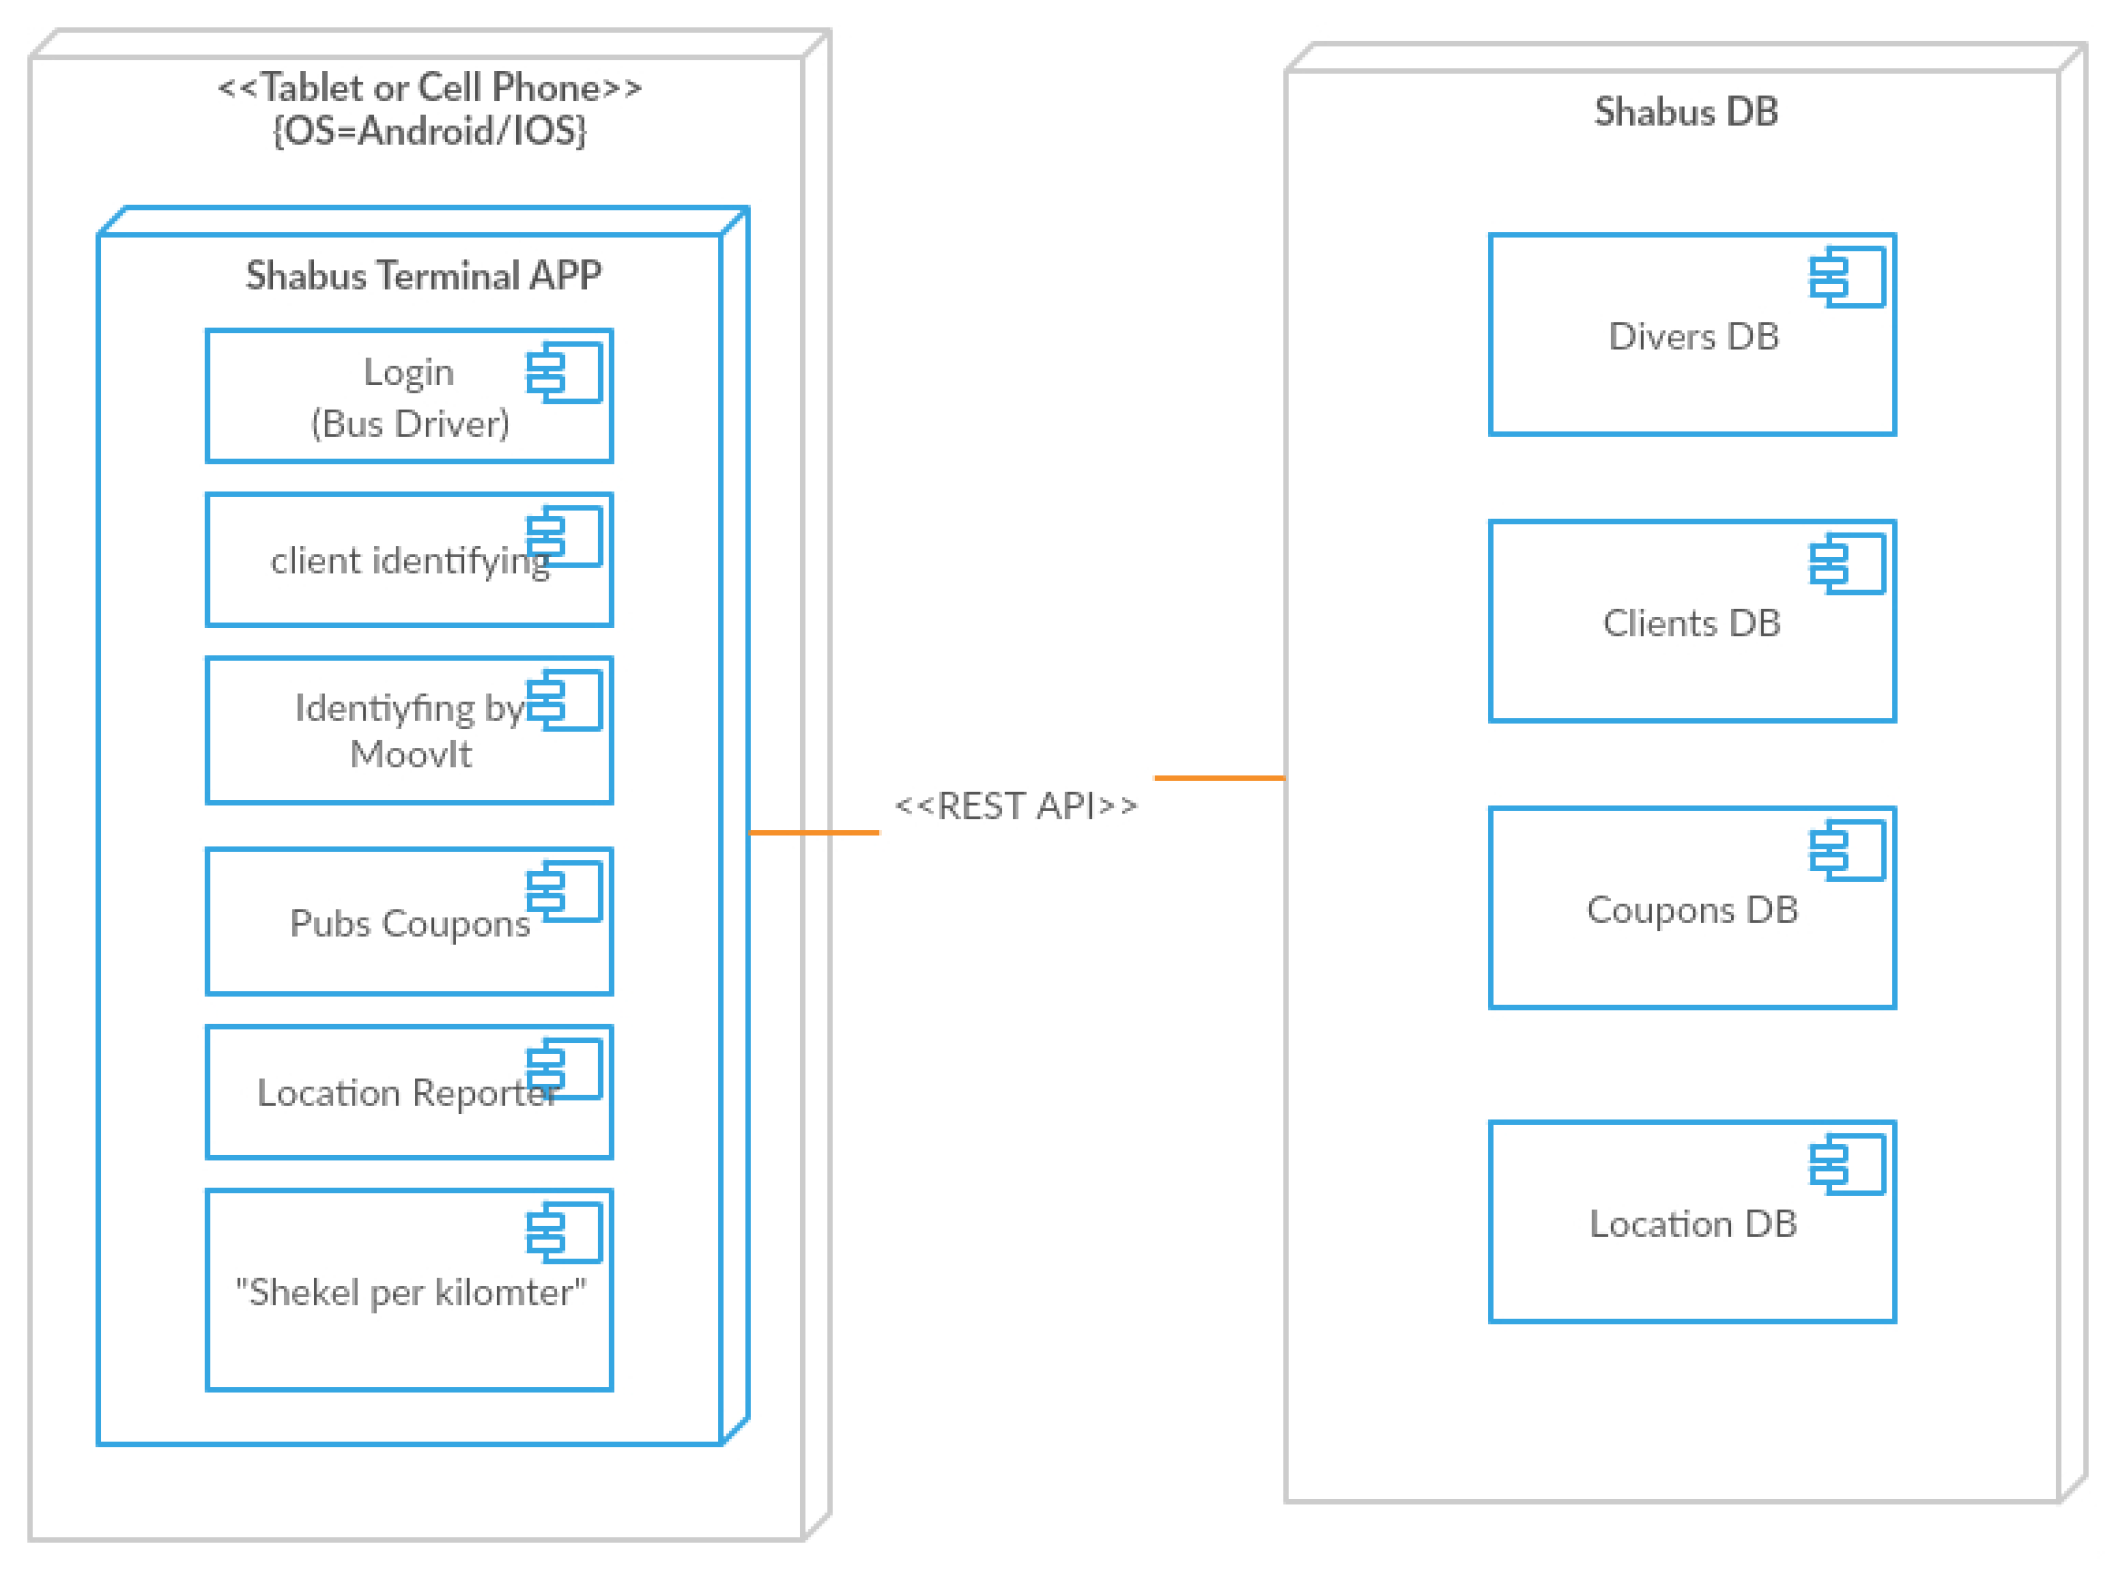 <<Tablet or Cell Phone>>
{OS=Android/IOS}
Shabus Terminal APP
Login
(Bus Driver)
client identifying
Identiyfing by
MoovIt
Pubs Coupons
Location Reporter
"Shekel per kilomter"
<<REST API>>
Shabus DB
Divers DB
Clients DB
Coupons DB
Location DB